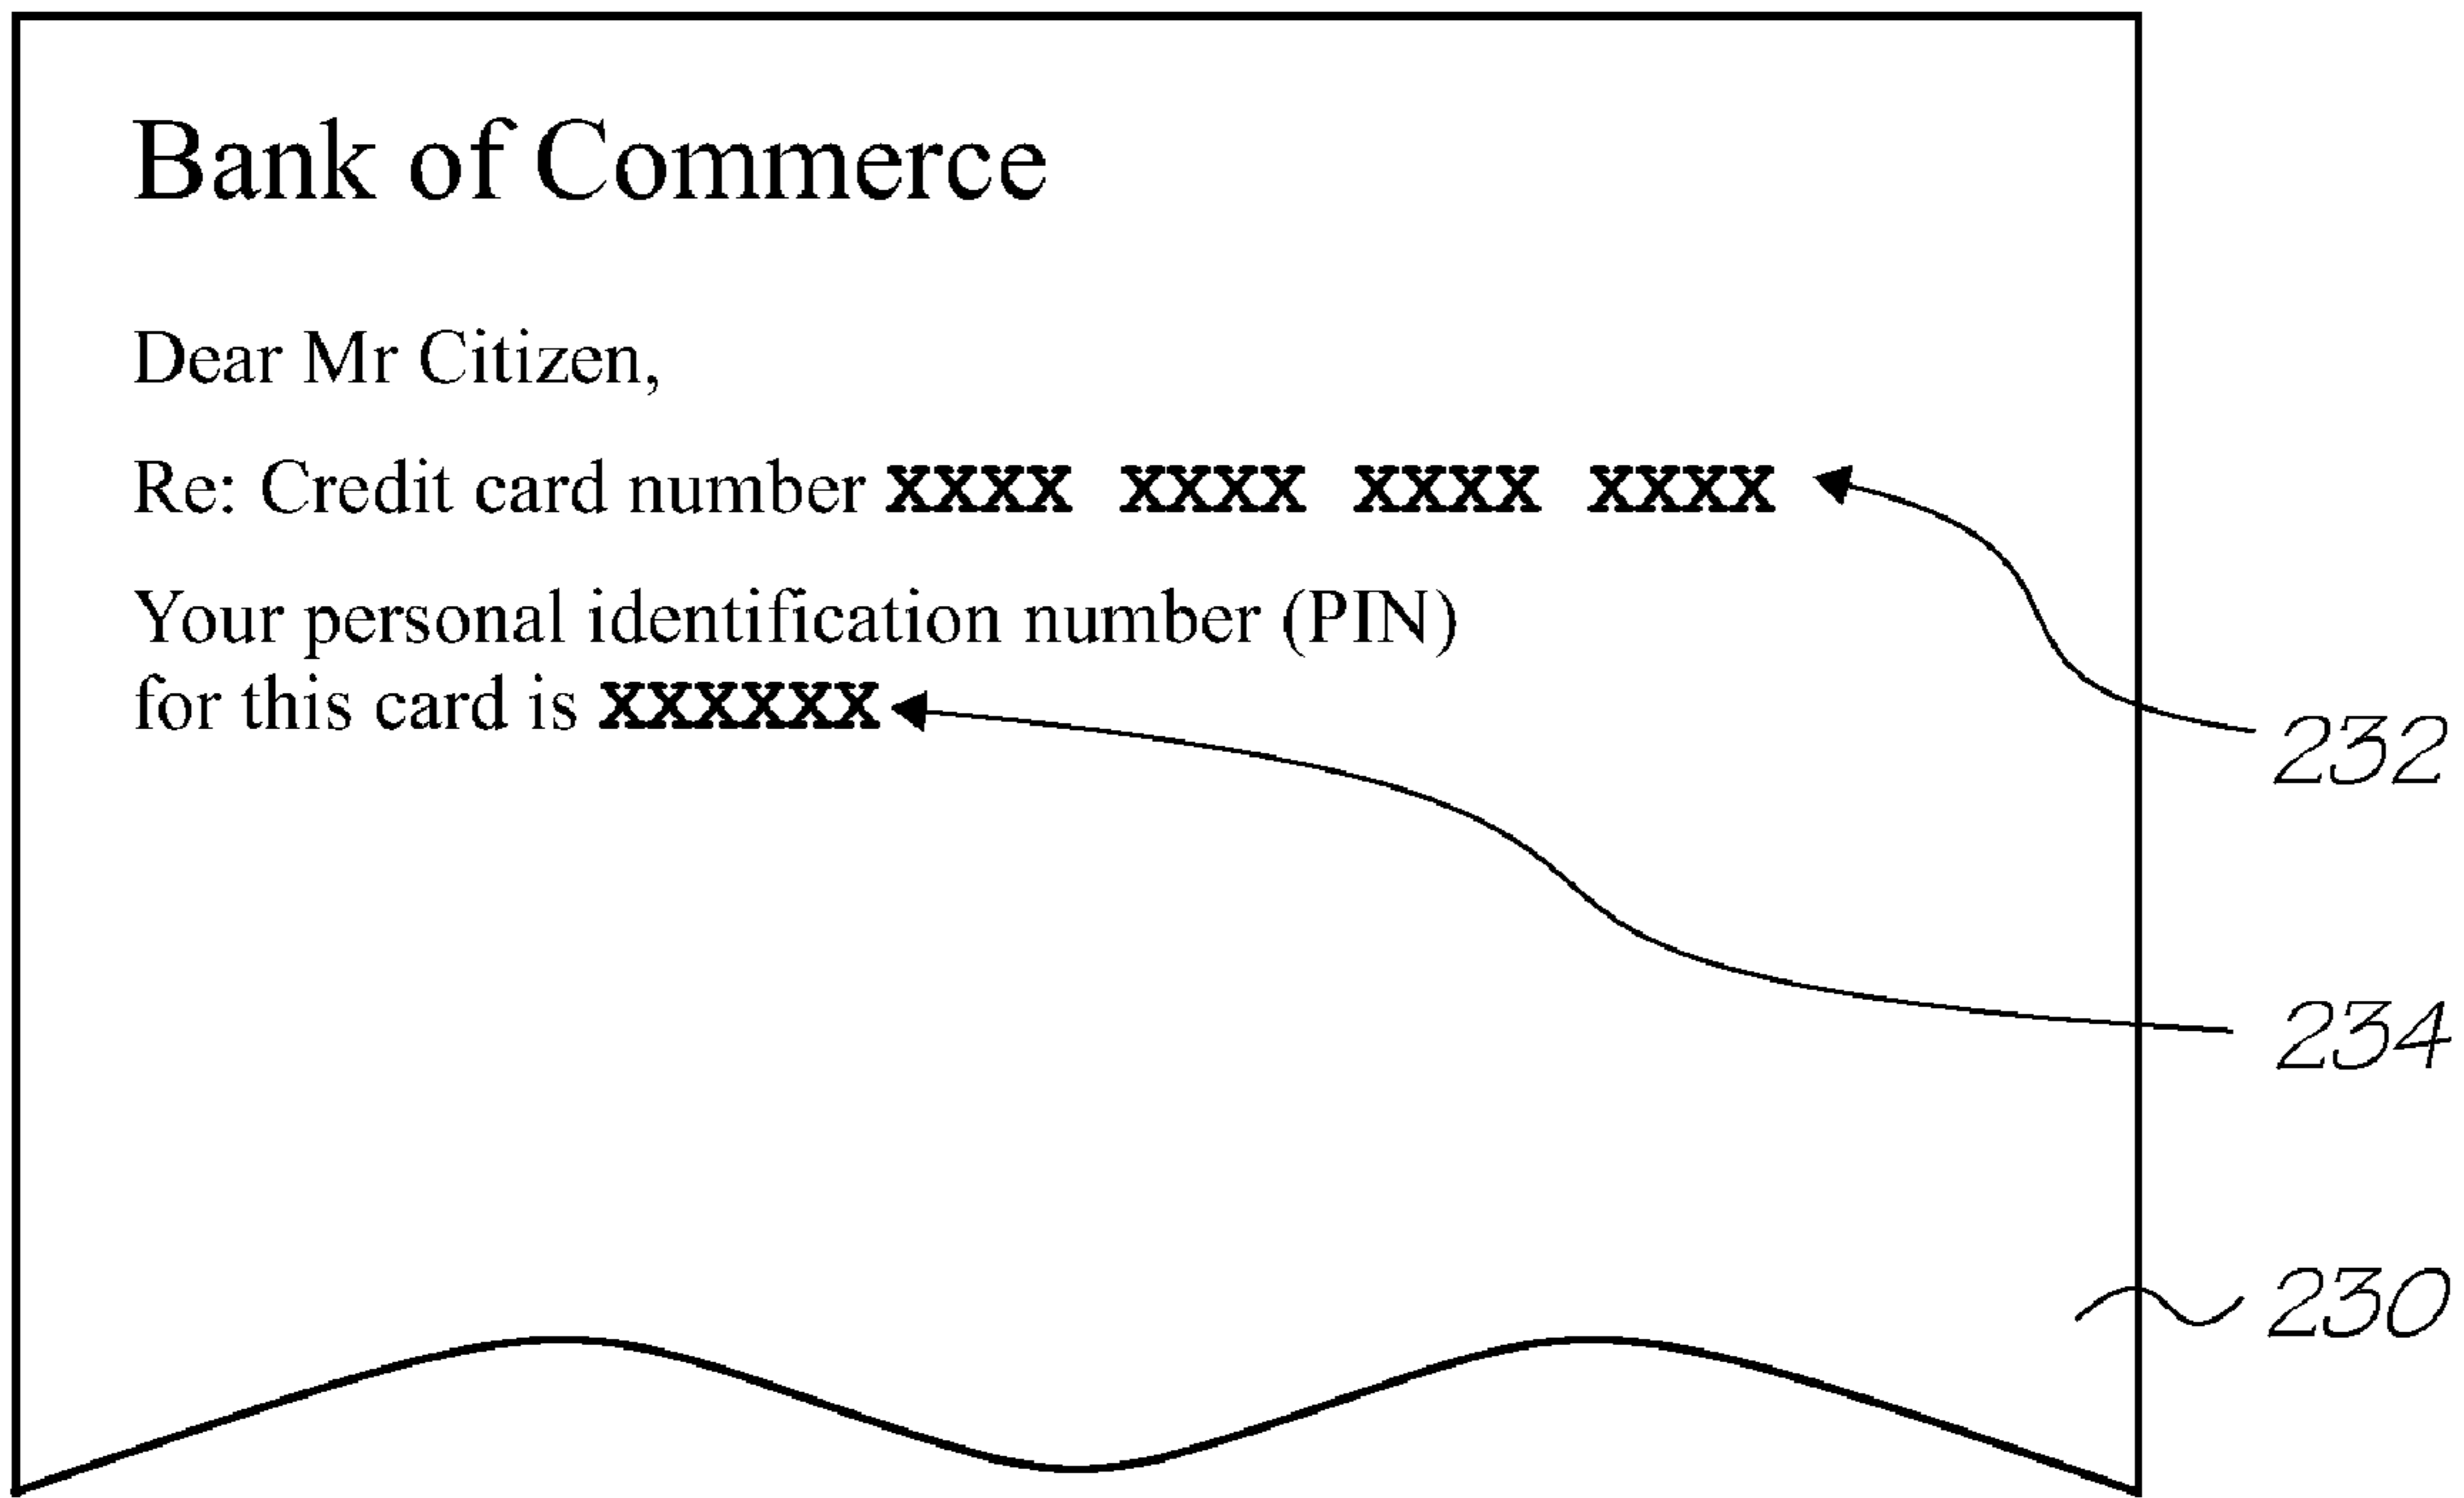 Bank of Commerce
Dear Mr Citizen,
Re: Credit card number xxxx xxxx xxxx xxxx
Your personal identification number (PIN)
for this card is xxxxxx
232
234
230